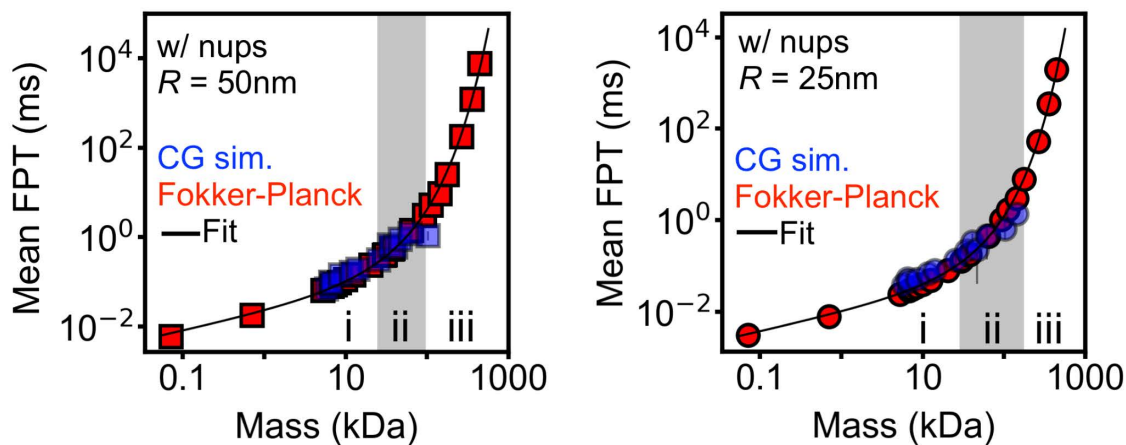 w/ nups
R = 50nm
CG sim.
Fokker-Planck
Fit
Mean FPT (ms)
10^4
10^2
10^0
10^-2
i ii iii
0.1 10 1000
Mass (kDa)
w/ nups
R = 25nm
CG sim.
Fokker-Planck
Fit
Mean FPT (ms)
10^4
10^2
10^0
10^-2
i ii iii
0.1 10 1000
Mass (kDa)